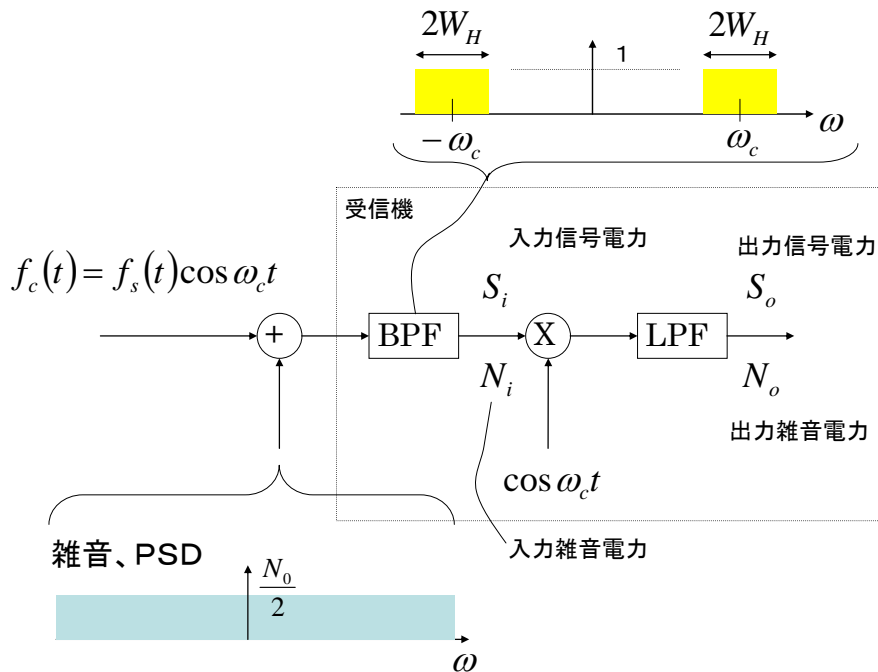 2W_H 2W_H
1
-ω_c ω_c ω
受信機
入力信号電力
出力信号電力
f_c(t) = f_s(t)cos ω_c t
S_i S_o
+ BPF X LPF
N_i N_o
出力雑音電力
cos ω_c t
入力雑音電力
雑音、PSD
N_0/2
ω